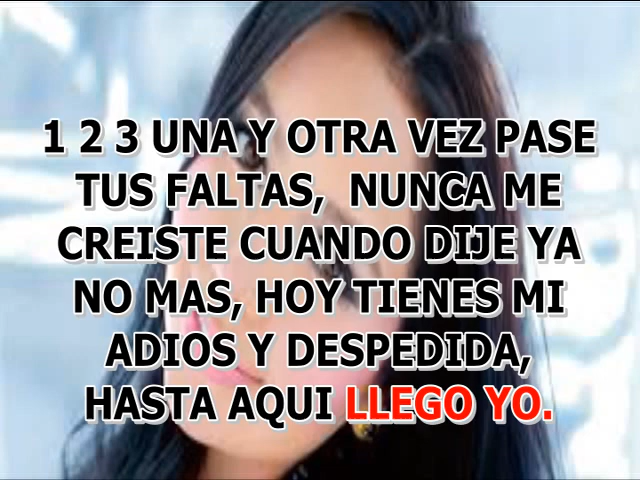 1 2 3 UNA Y OTRA VEZ PASE
TUS FALTAS, NUNCA ME
CREISTE CUANDO DIJE YA
NO MAS, HOY TIENES MI
ADIOS Y DESPEDIDA,
HASTA AQUI LLEGO YO.